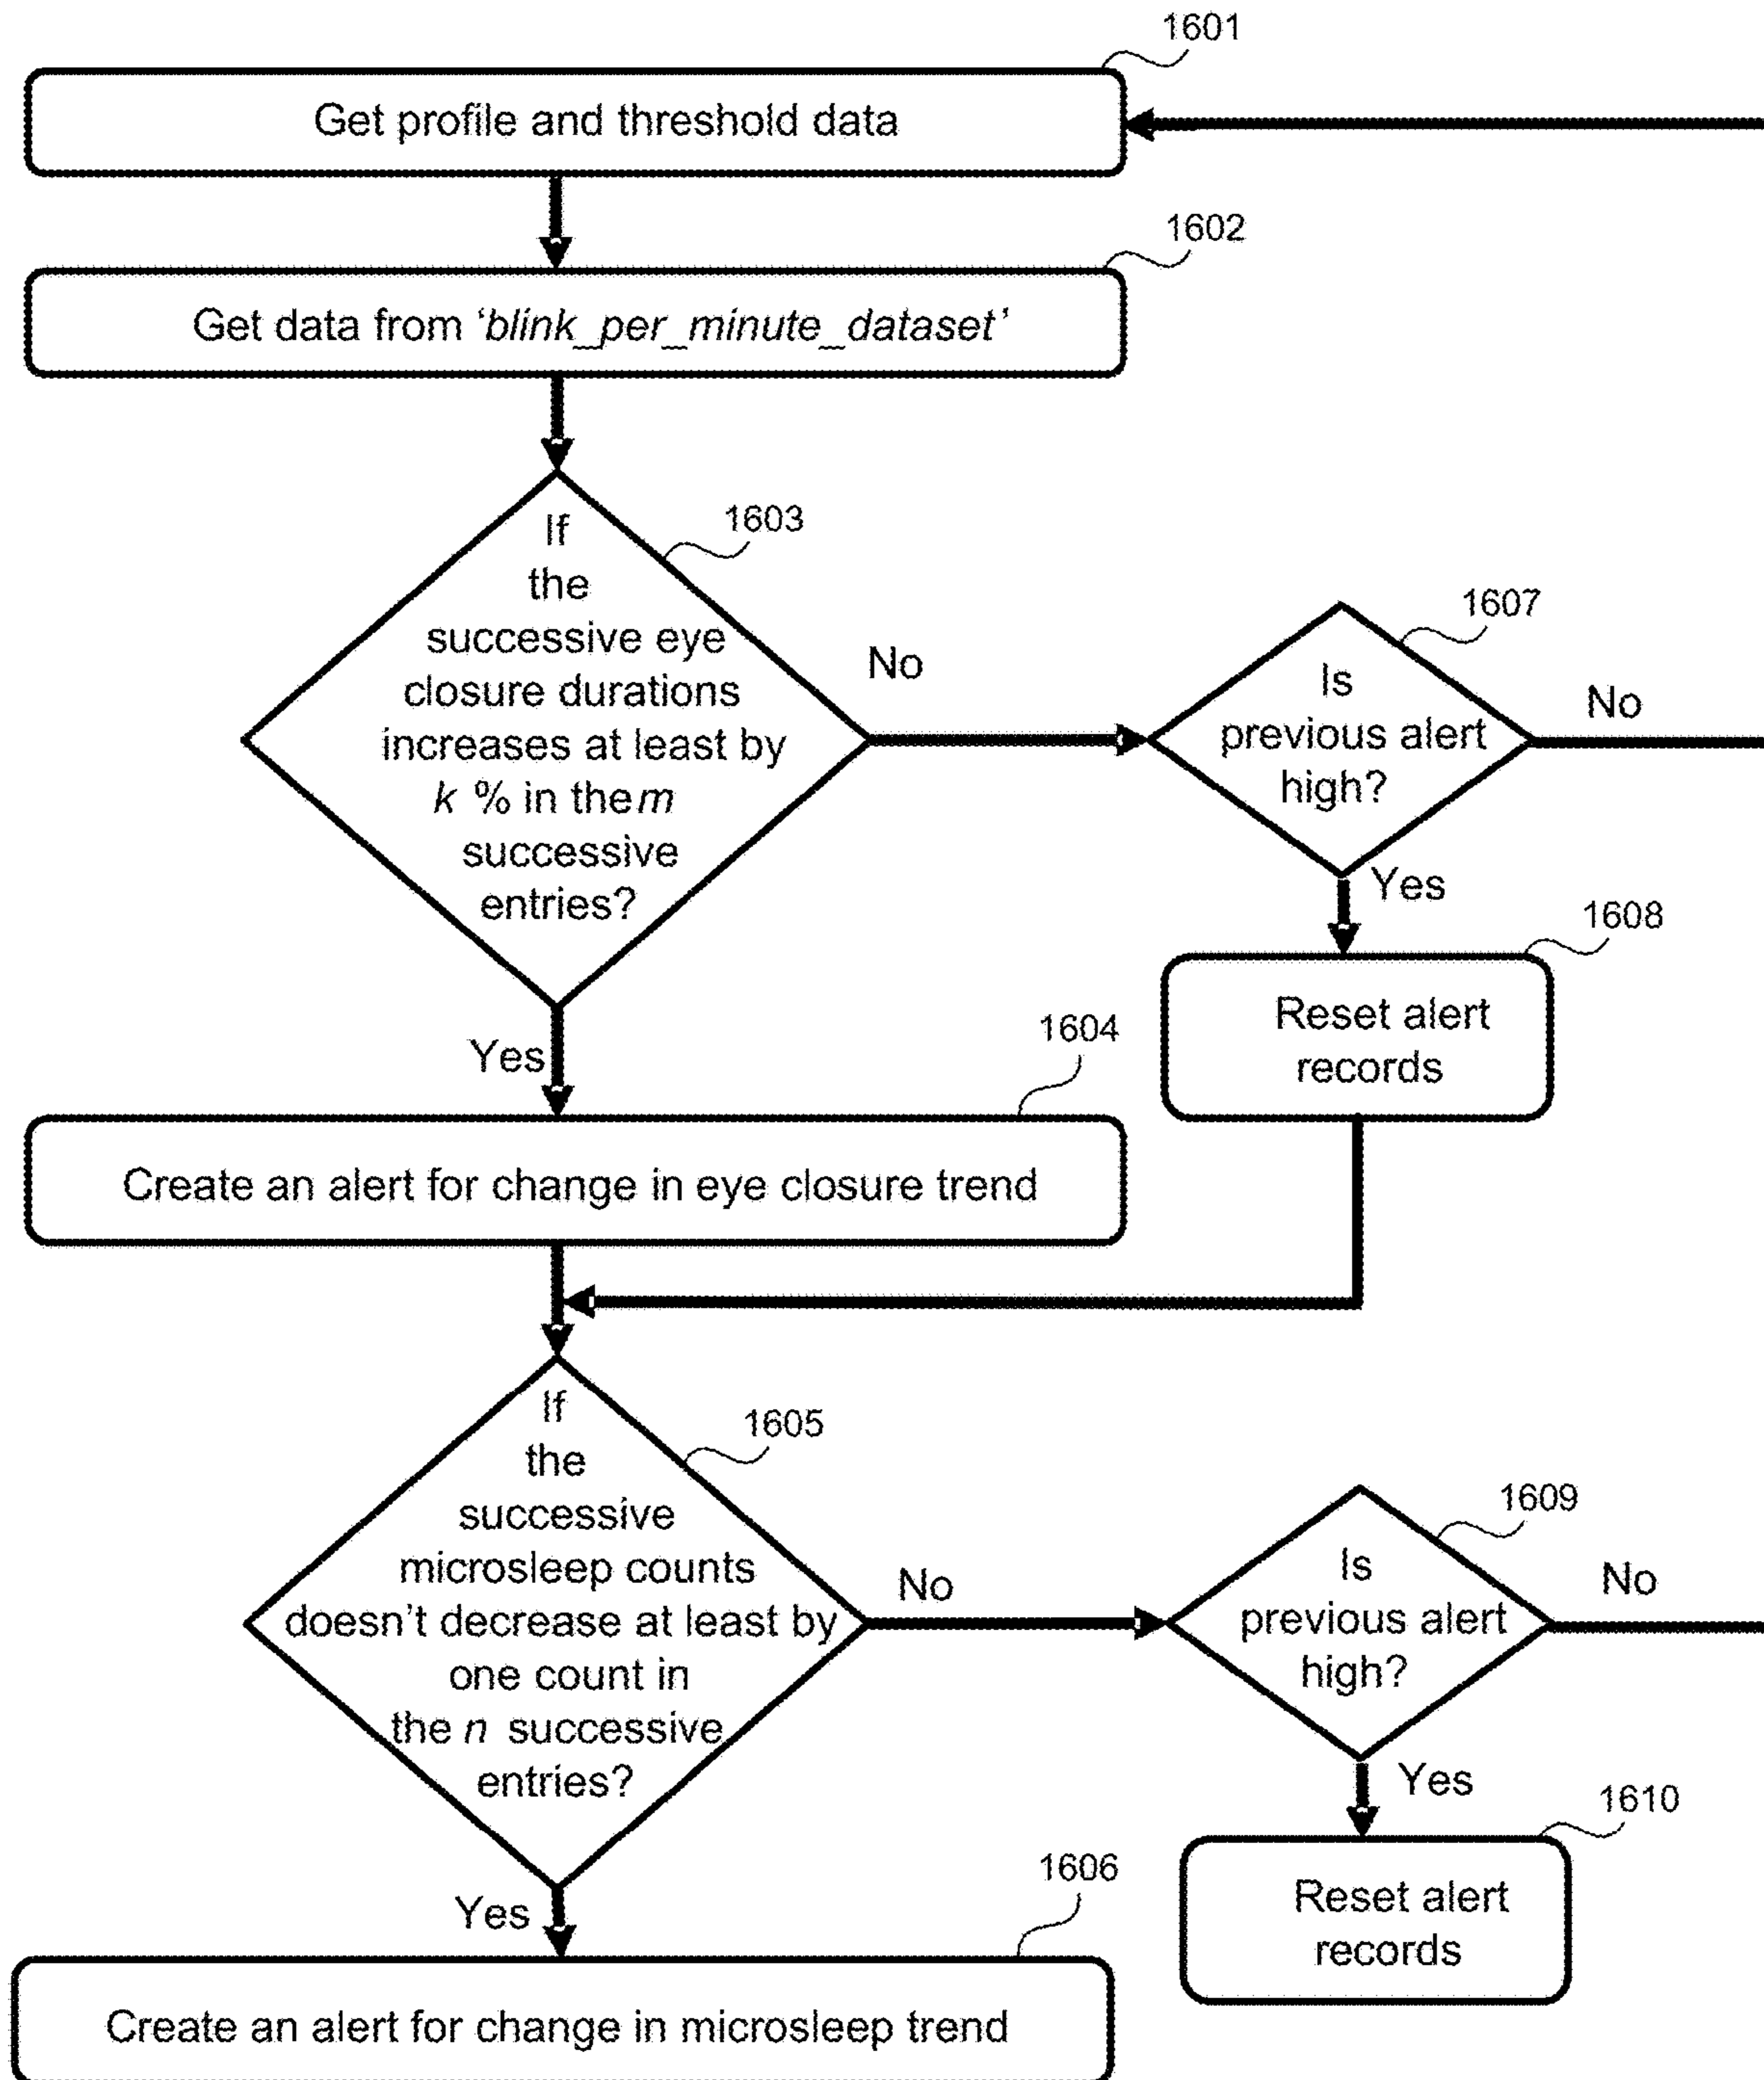 1601
Get profile and threshold data
1602
Get data from ‘blink_per_minute_dataset’
1603
If
the
successive eye
closure durations
increases at least by
k % in the m
successive
entries?
No
1607
Is
previous alert
high?
No
Yes
1608
Reset alert
records
Yes
1604
Create an alert for change in eye closure trend
1605
If
the
successive
microsleep counts
doesn’t decrease at least by
one count in
the n successive
entries?
No
1609
Is
previous alert
high?
No
Yes
1610
Reset alert
records
Yes
1606
Create an alert for change in microsleep trend